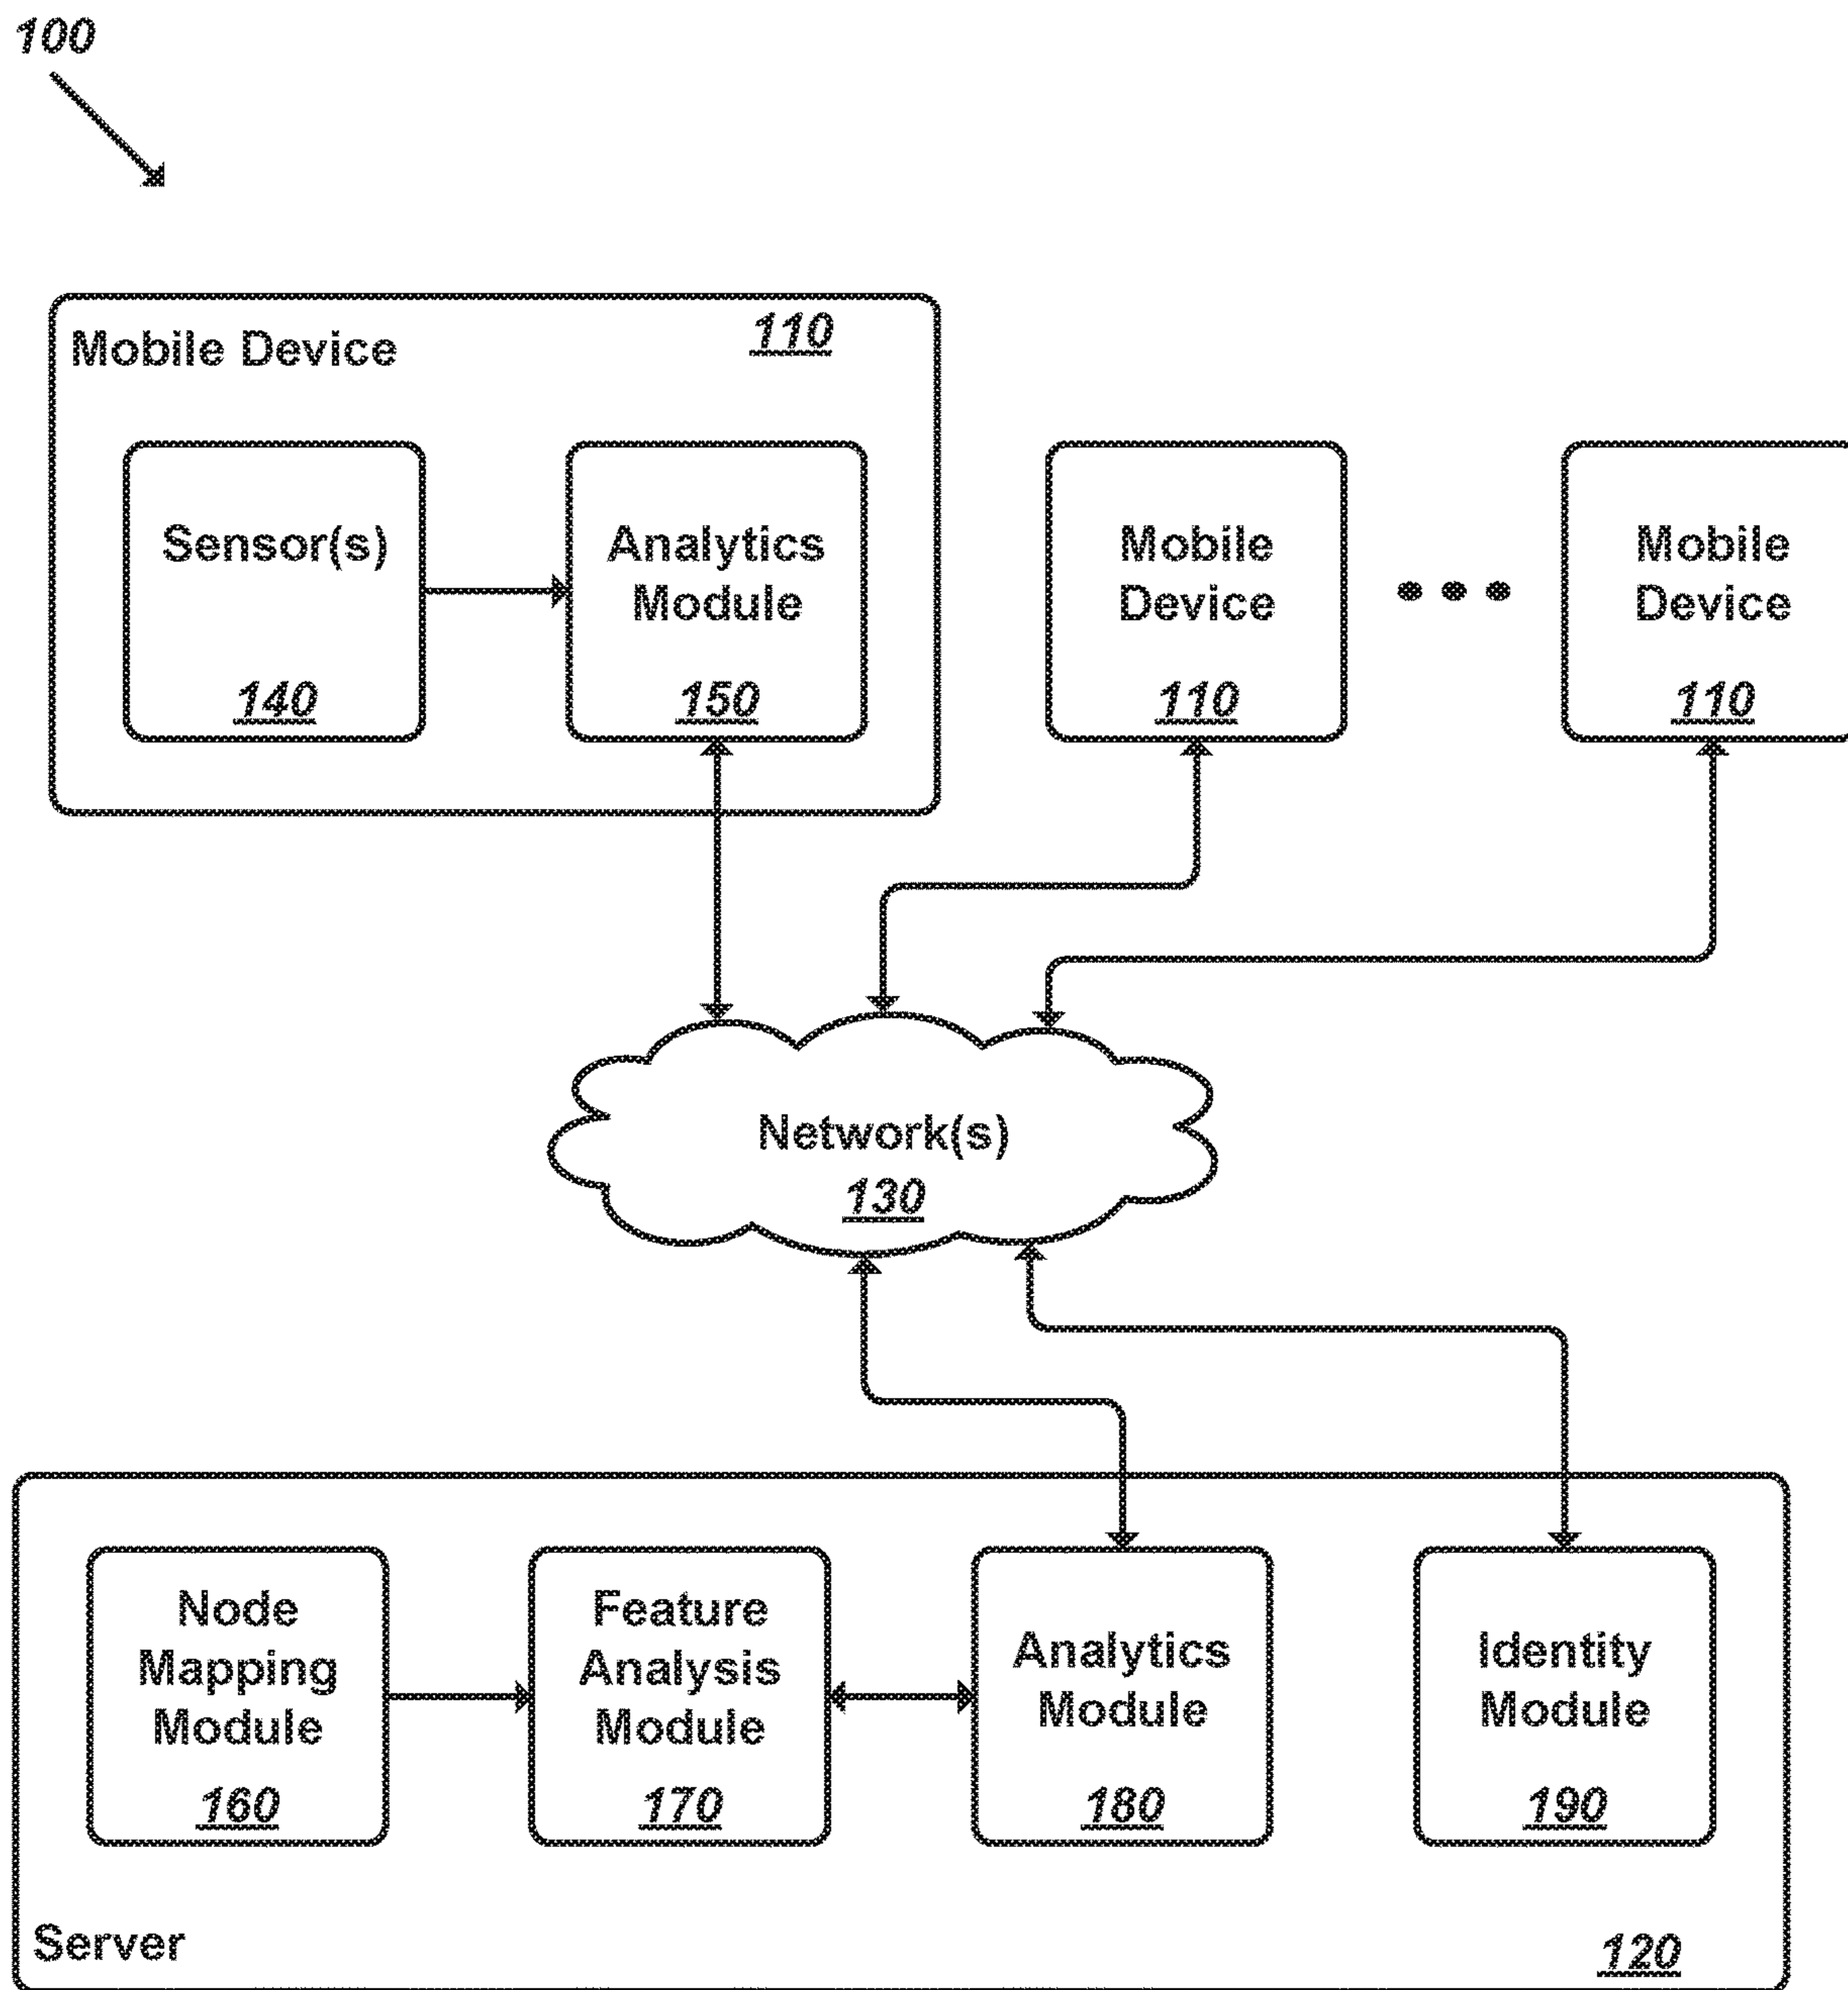 100
Mobile Device
110
Sensor(s)
140
Analytics
Module
150
Mobile
Device
110
Mobile
Device
110
Network(s)
130
Node
Mapping
Module
160
Feature
Analysis
Module
170
Analytics
Module
180
Identity
Module
190
Server
120